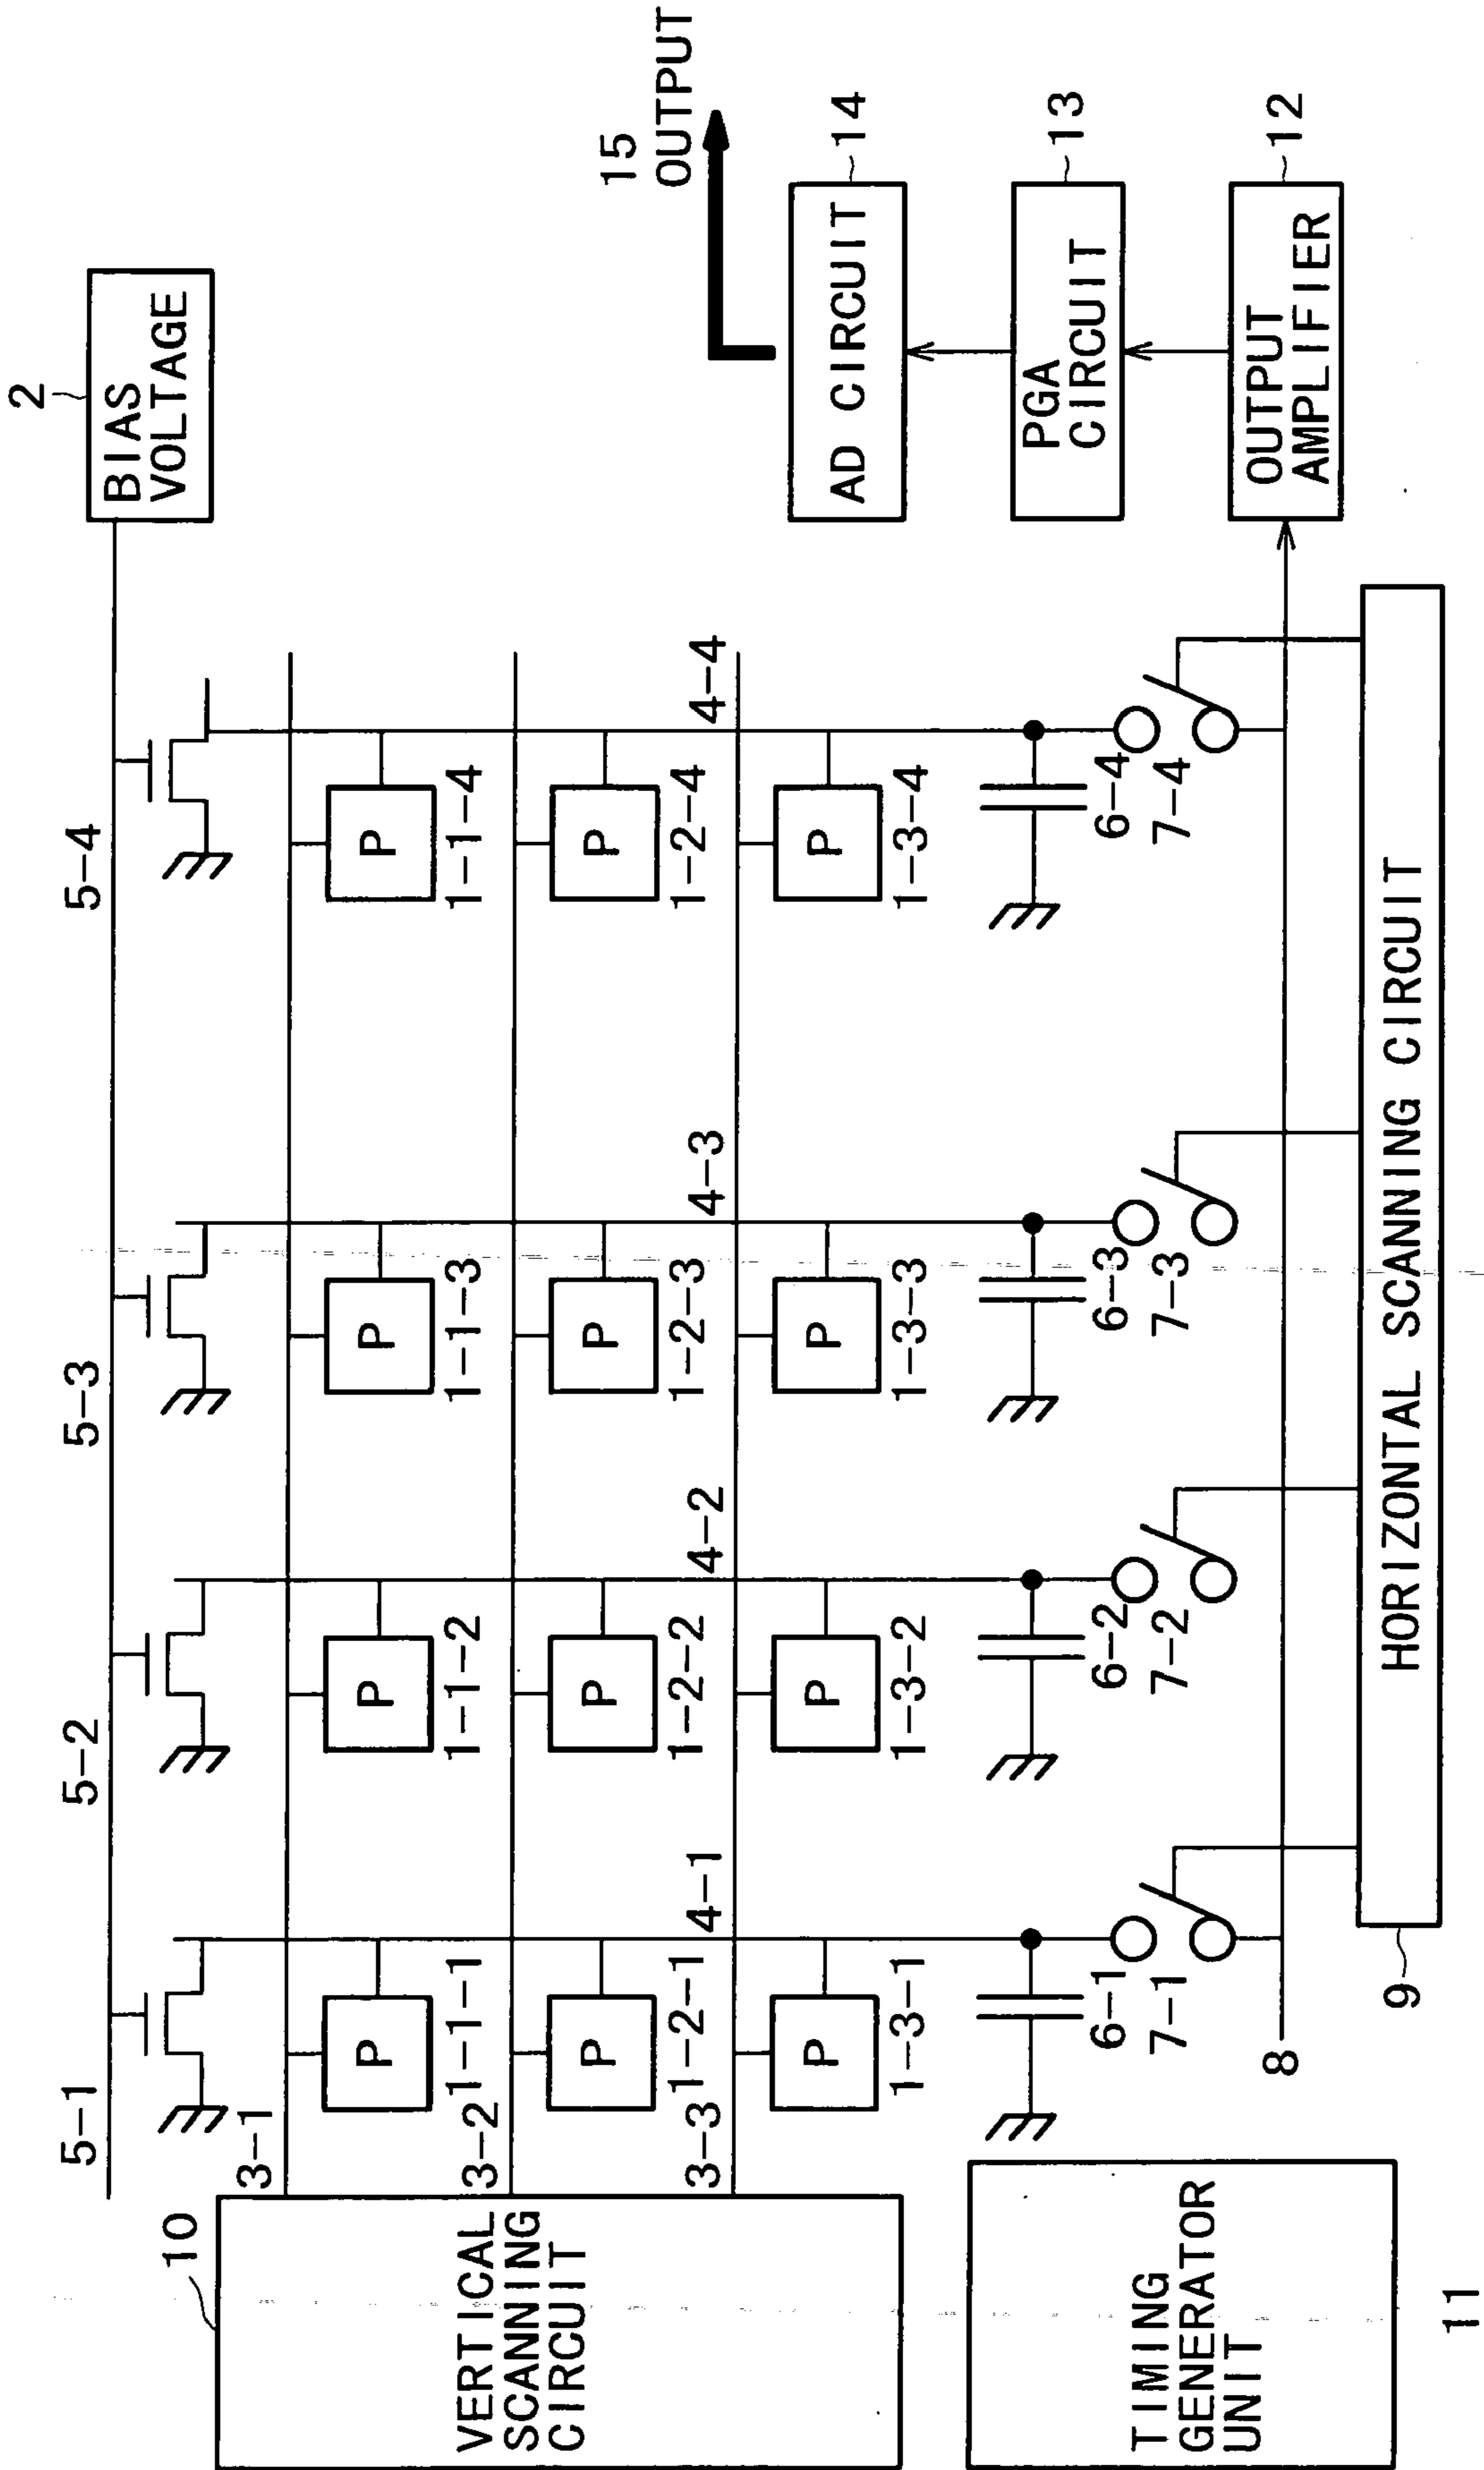 2
BIAS
VOLTAGE
5-1
5-2
5-3
5-4
10
VERTICAL
SCANNING
CIRCUIT
3-1
3-2
3-3
P
P
P
P
1-1-1
1-1-2
1-1-3
1-1-4
P
P
P
P
1-2-1
1-2-2
1-2-3
1-2-4
4-1
4-2
4-3
4-4
P
P
P
P
1-3-1
1-3-2
1-3-3
1-3-4
6-1
6-2
6-3
6-4
7-1
7-2
7-3
7-4
8
9
HORIZONTAL SCANNING CIRCUIT
TIMING
GENERATOR
UNIT
11
15
OUTPUT
AD CIRCUIT
14
PGA
CIRCUIT
13
OUTPUT
AMPLIFIER
12